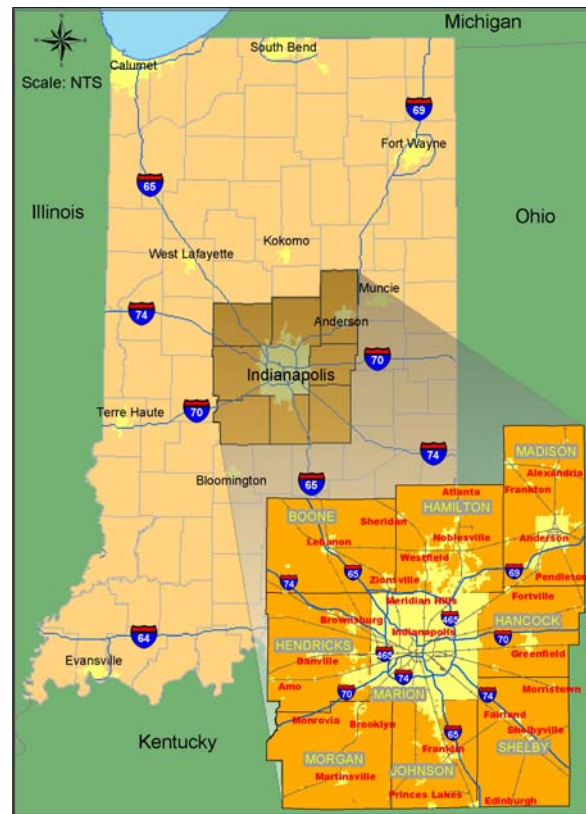 Michigan
South Bend
Calumet
Scale: NTS
69
Fort Wayne
65
Illinois
Ohio
Kokomo
West Lafayette
Muncie
74
Anderson
70
Indianapolis
Terre Haute
70
74
Bloomington
65
MADISON
Alexandria
Atlanta
Frankton
HAMILTON
BOONE
Sheridan
Noblesville
Anderson
Lebanon
Westfield
65
69
74
Zionsville
Pendleton
Meridian Hills
Fortville
Brownsburg
465
HANCOCK
Indianapolis
70
64
HENDRICKS
465
Greenfield
Danville
Evansville
74
Amo
70
MARION
74
Morristown
Monrovia
Brooklyn
Fairland
65
Shelbyville
Kentucky
Franklin
SHELBY
MORGAN
JOHNSON
Martinsville
Princes Lakes
Edinburgh